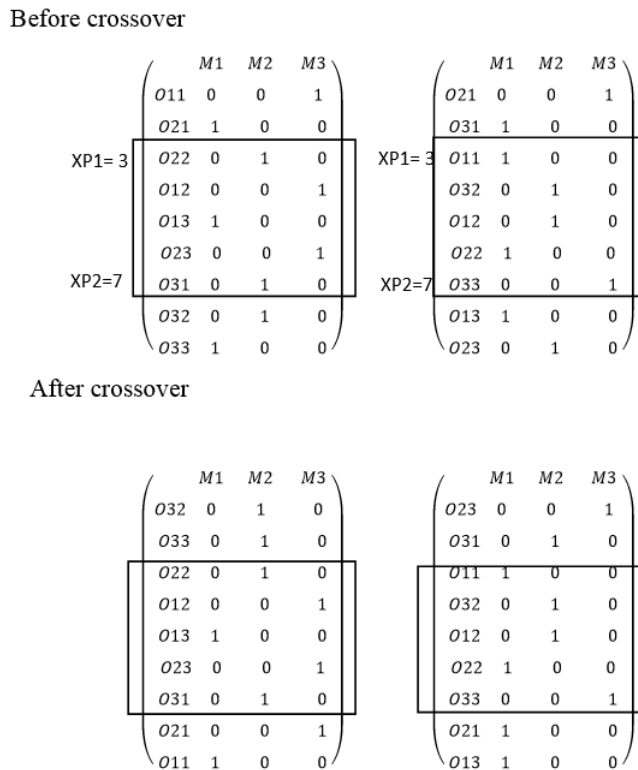 Before crossover
M1 M2 M3 M1 M2 M3
O11 0 0 1 O21 0 0 1
O21 1 0 0 O31 1 0 0
XP1= 3 O22 0 1 0 XP1= 3 O11 1 0 0
O12 0 0 1 O32 0 1 0
O13 1 0 0 O12 0 1 0
O23 0 0 1 O22 1 0 0
XP2=7 O31 0 1 0 XP2=7 O33 0 0 1
O32 0 1 0 O13 1 0 0
O33 1 0 0 O23 0 1 0
After crossover
M1 M2 M3 M1 M2 M3
O32 0 1 0 O23 0 0 1
O33 0 1 0 O31 0 1 0
O22 0 1 0 O11 1 0 0
O12 0 0 1 O32 0 1 0
O13 1 0 0 O12 0 1 0
O23 0 0 1 O22 1 0 0
O31 0 1 0 O33 0 0 1
O21 0 0 1 O21 1 0 0
O11 1 0 0 O13 1 0 0